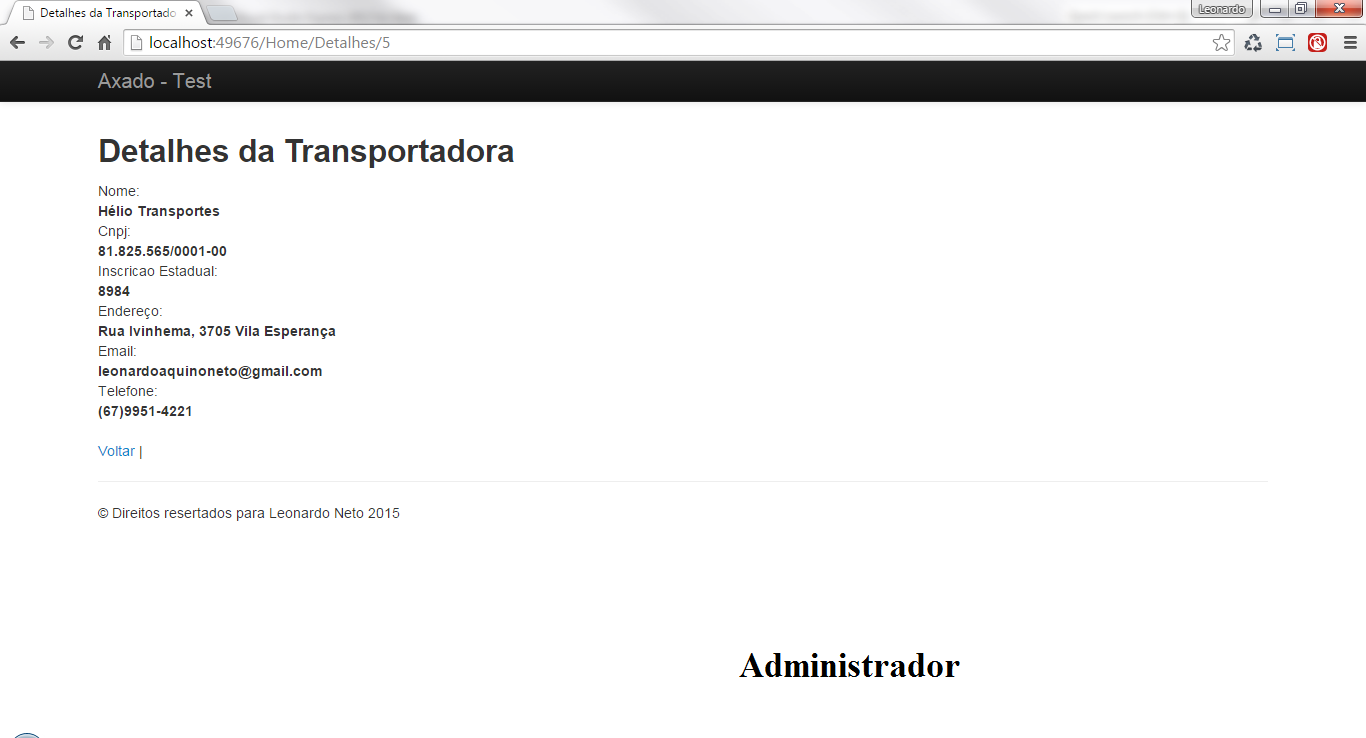 Detalhes da Transportado
Leonardo
localhost:49676/Home/Detalhes/5
Axado - Test
Detalhes da Transportadora
Nome:
Hélio Transportes
Cnpj:
81.825.565/0001-00
Inscricao Estadual:
8984
Endereço:
Rua Ivinhema, 3705 Vila Esperança
Email:
leonardoaquinoneto@gmail.com
Telefone:
(67)9951-4221
Voltar |
© Direitos resertados para Leonardo Neto 2015
Administrador